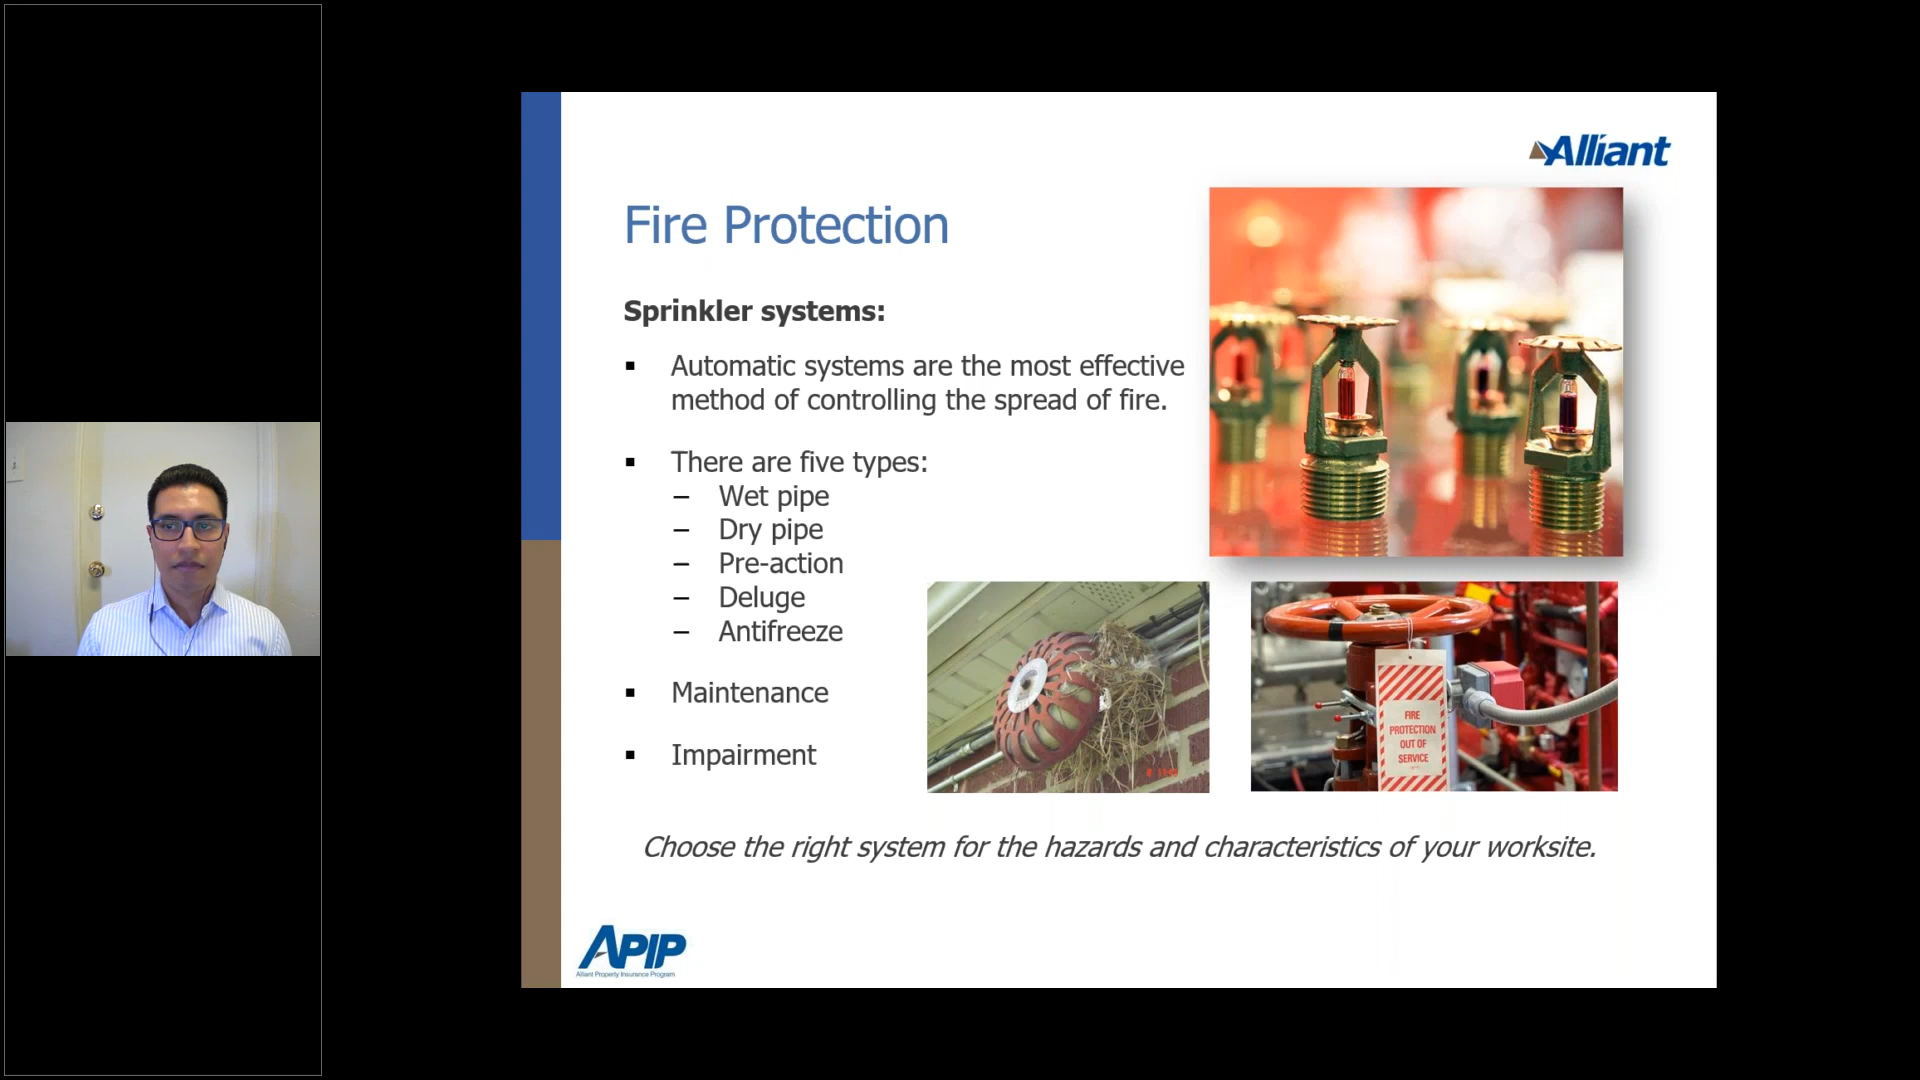 Alliant
Fire Protection
Sprinkler systems:
▪ Automatic systems are the most effective
method of controlling the spread of fire.
▪ There are five types:
– Wet pipe
– Dry pipe
– Pre-action
– Deluge
– Antifreeze
▪ Maintenance
▪ Impairment
FIRE
PROTECTION
OUT OF
SERVICE
Choose the right system for the hazards and characteristics of your worksite.
APIP
Alliant Property Insurance Program